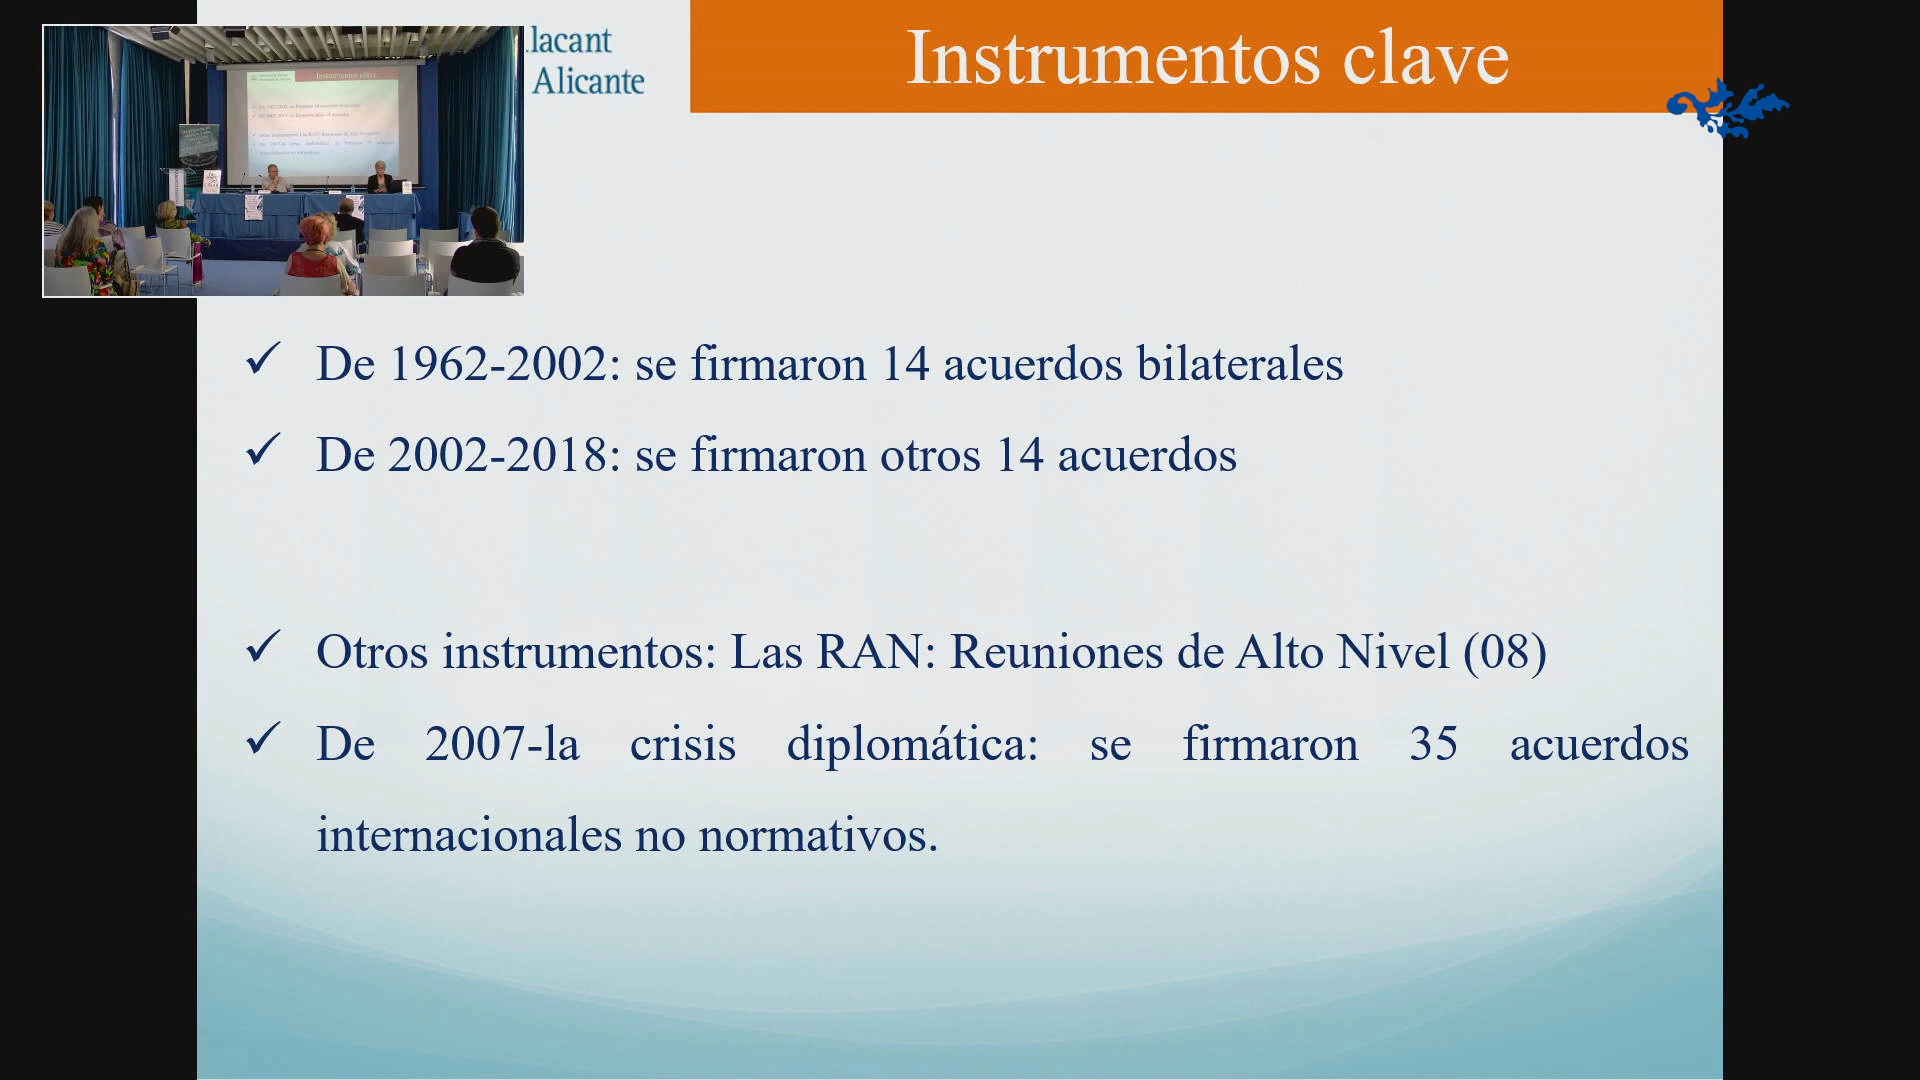 lacant
Alicante
Instrumentos clave
De 1962-2002: se firmaron 14 acuerdos bilaterales
De 2002-2018: se firmaron otros 14 acuerdos
Otros instrumentos: Las RAN: Reuniones de Alto Nivel (08)
De 2007-la crisis diplomática: se firmaron 35 acuerdos
internacionales no normativos.
Instrumentos clave